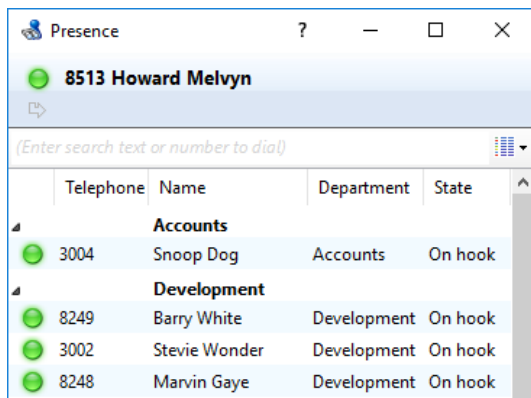 Presence ?
8513 Howard Melvyn
(Enter search text or number to dial)
Telephone Name Department State
Accounts
3004 Snoop Dog Accounts On hook
Development
8249 Barry White Development On hook
3002 Stevie Wonder Development On hook
8248 Marvin Gaye Development On hook